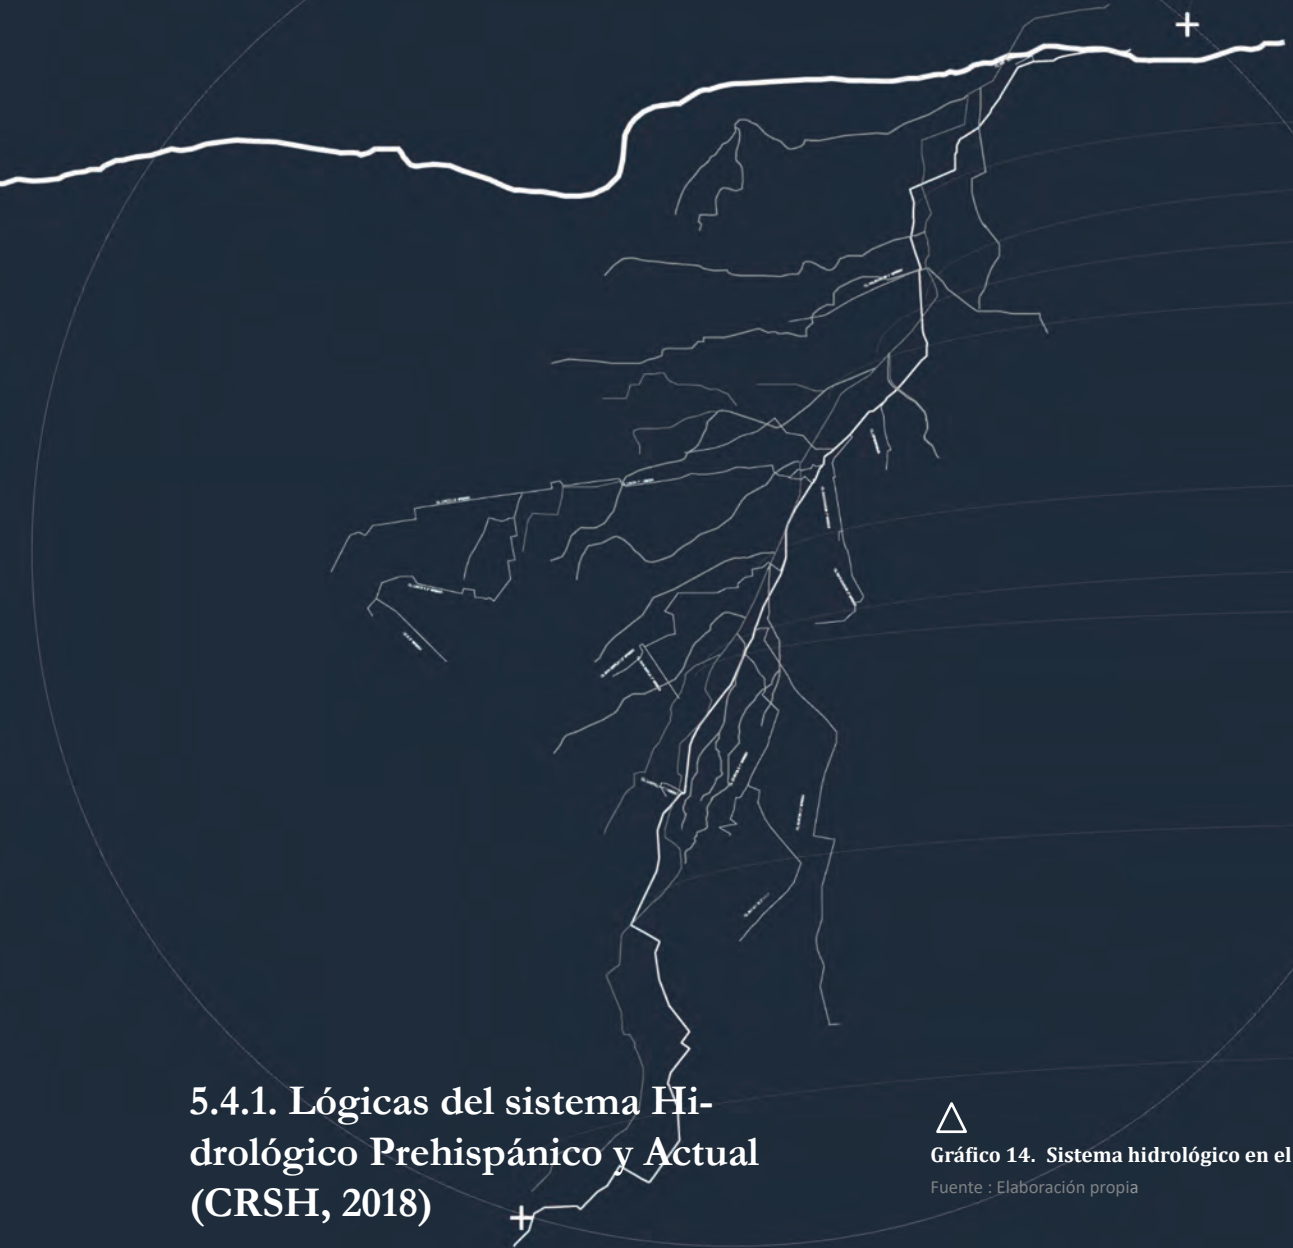 5.4.1. Lógicas del sistema Hi-
drológico Prehispánico y Actual
(CRSH, 2018)
Gráfico 14.  Sistema hidrológico en el
Fuente : Elaboración propia